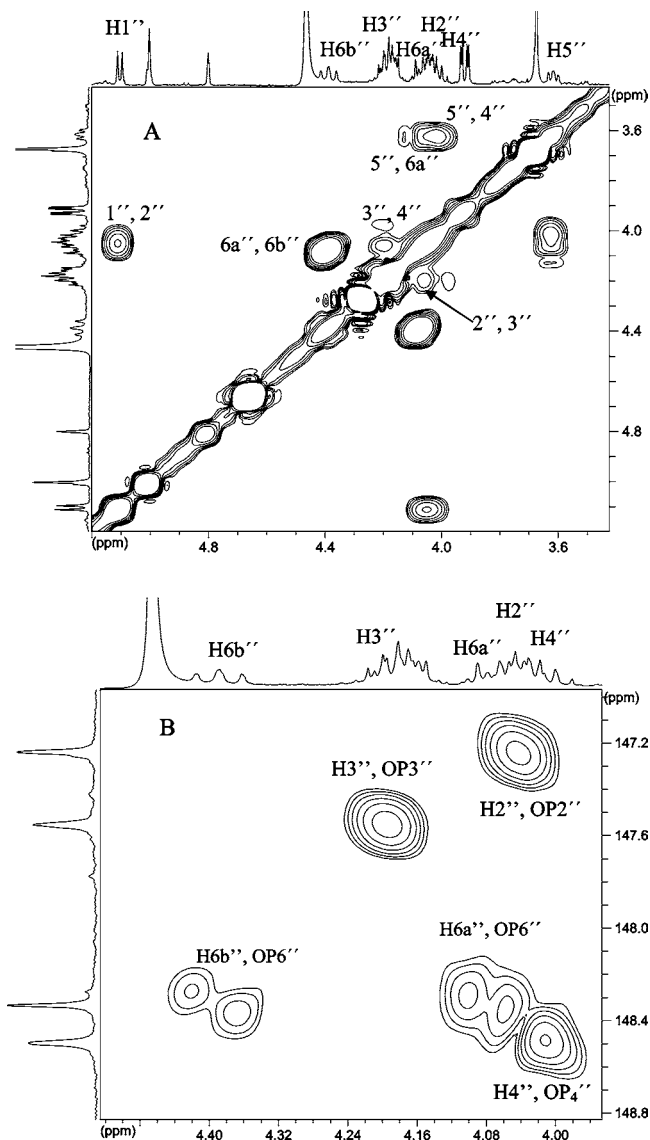 H1’’ H6b´´ H3´´ H6a´´ H2´´ H4´´ H5´´
(ppm)
A
5´´, 4´´
5´´, 6a´´
3.6
1´´, 2´´
3´´, 4´´
6a´´, 6b´´
4.0
2´´, 3´´
4.4
4.8
(ppm) 4.8 4.4 4.0 3.6
H6b´´ H3´´ H6a´´ H2´´ H4´´
(ppm)
B
147.2
H3’’, OP3´´
H2’’, OP2´´
147.6
148.0
H6b’’, OP6´´
H6a’’, OP6´´
148.4
H4’’, OP4´´
148.8
(ppm) 4.40 4.32 4.24 4.16 4.08 4.00